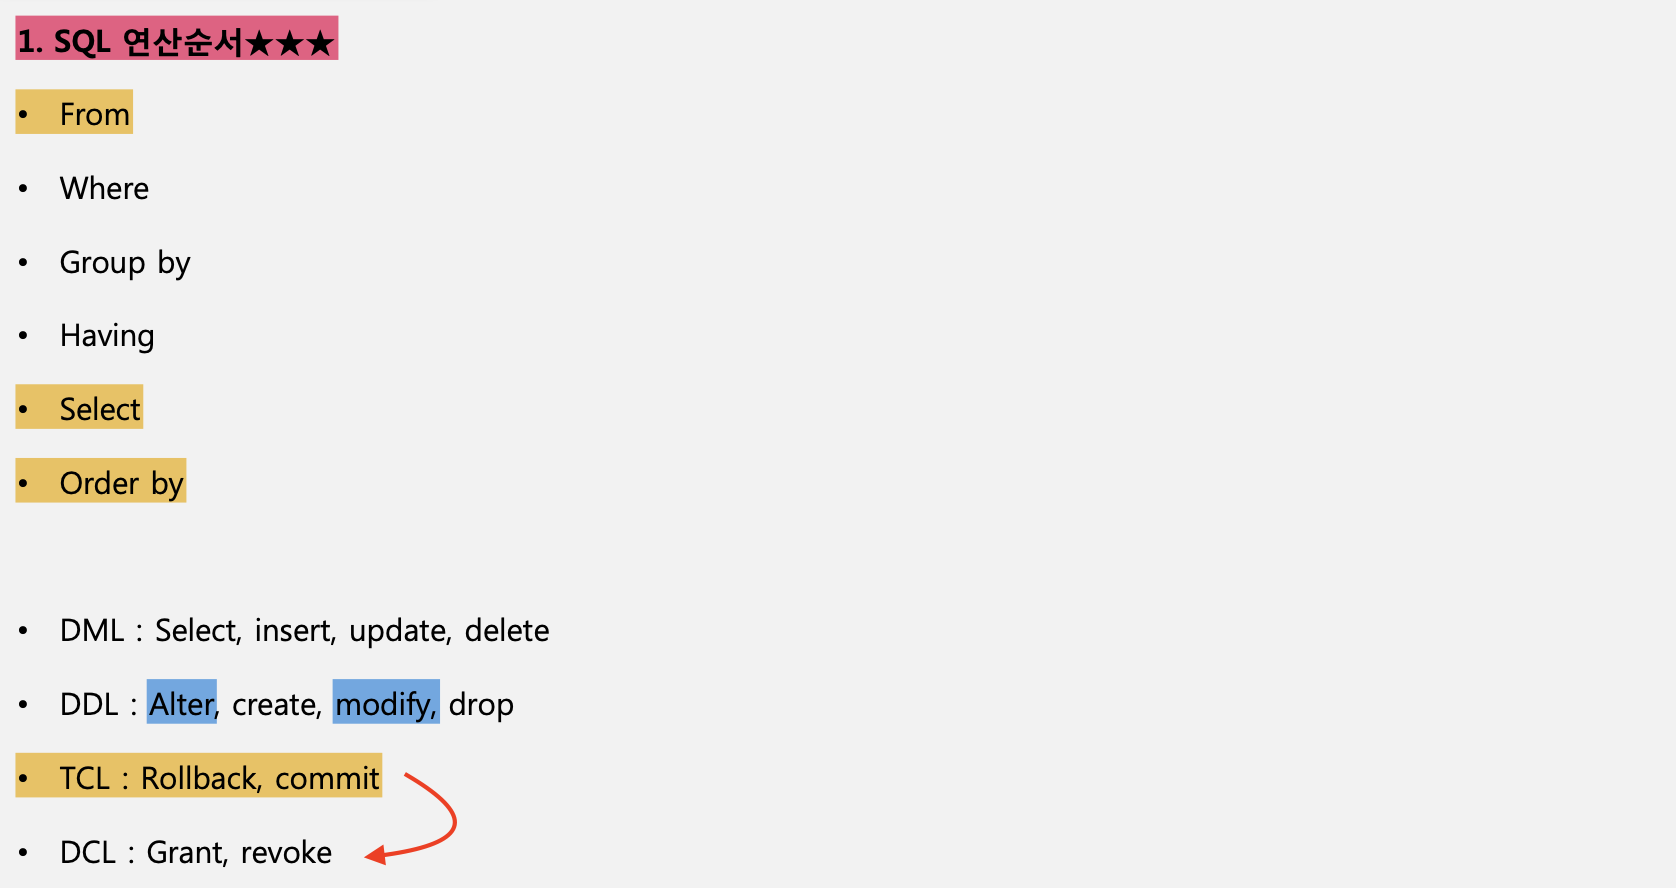 1. SQL 연산순서★★★
• From
• Where
• Group by
• Having
• Select
• Order by
• DML : Select, insert, update, delete
• DDL : Alter, create, modify, drop
• TCL : Rollback, commit
• DCL : Grant, revoke